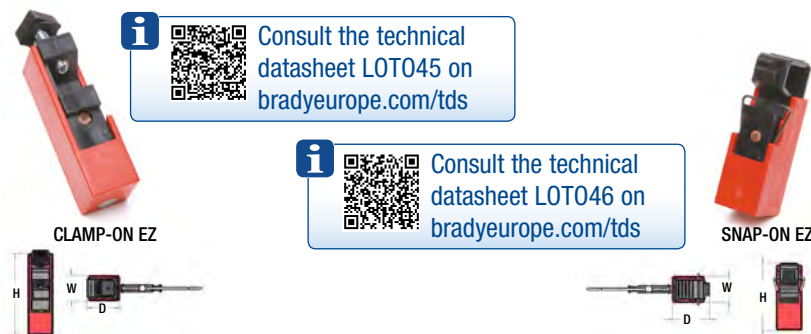 i
Consult the technical
datasheet LOTO45 on
bradyeurope.com/tds
i
Consult the technical
datasheet LOTO46 on
bradyeurope.com/tds
CLAMP-ON EZ
SNAP-ON EZ
H
W
D
W
D
H